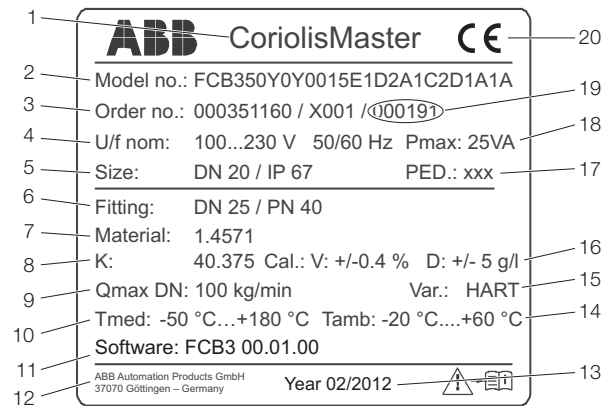 1 ABB CoriolisMaster CE 20
2 Model no.: FCB350Y0Y0015E1D2A1C2D1A1A
3 Order no.: 000351160 / X001 / 000191 19
4 U/f nom: 100...230 V 50/60 Hz Pmax: 25VA 18
5 Size: DN 20 / IP 67 PED.: xxx 17
6 Fitting: DN 25 / PN 40
7 Material: 1.4571
8 K: 40.375 Cal.: V: +/-0.4 % D: +/- 5 g/l 16
9 Qmax DN: 100 kg/min Var.: HART 15
10 Tmed: -50 °C...+180 °C Tamb: -20 °C....+60 °C 14
11 Software: FCB3 00.01.00
12 ABB Automation Products GmbH
37070 Göttingen – Germany
Year 02/2012 13